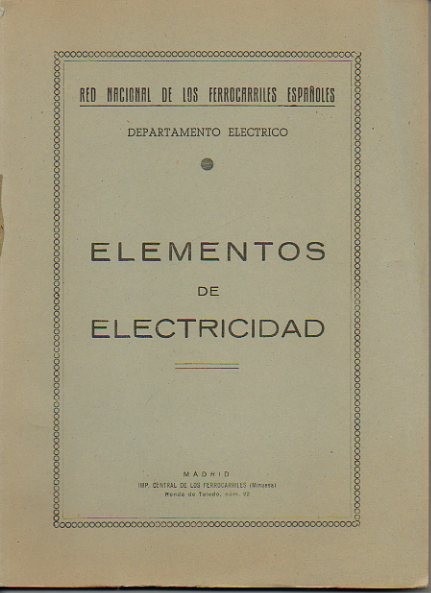 RED NACIONAL DE LOS FERROCARRILES ESPAÑOLES
DEPARTAMENTO ELECTRICO
ELEMENTOS
DE
ELECTRICIDAD
MADRID
IMP. CENTRAL DE LOS FERROCARRILES (Minuesa)
Ronda de Toledo, núm. 22